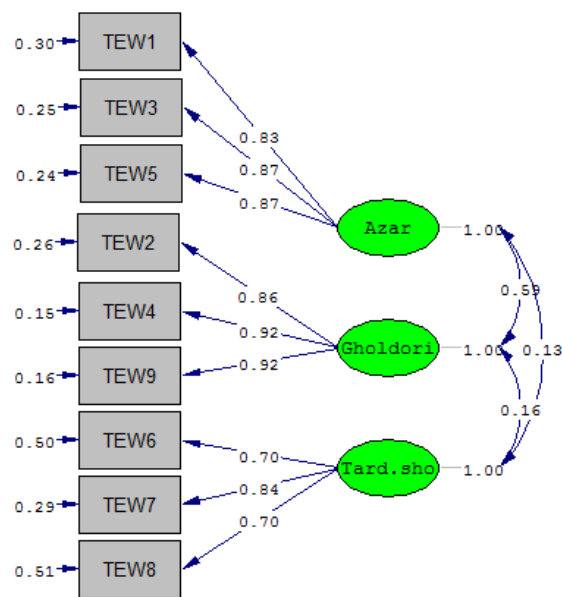 0.30 TEW1
0.83
0.25 TEW3
0.87
0.24 TEW5
0.87
Azar 1.00
0.26 TEW2
0.59
0.86
0.15 TEW4
0.92
Gholdori 1.00 0.13
0.16 TEW9
0.92
0.16
0.50 TEW6
0.70
Tard.sho 1.00
0.29 TEW7
0.84
0.70
0.51 TEW8